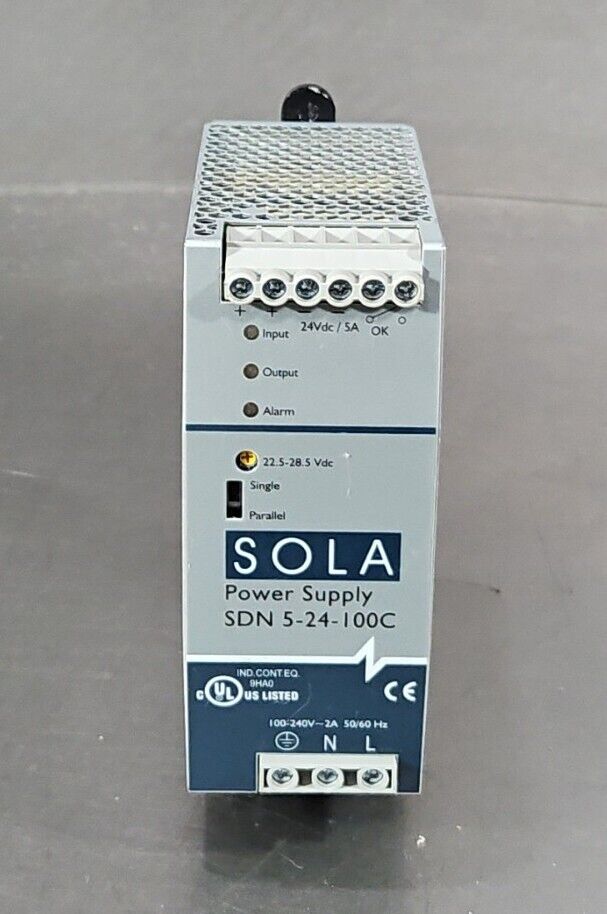 + + − − 
24Vdc / 5A
OK
Input
Output
Alarm
22.5-28.5 Vdc
Single
Parallel
SOLA
Power Supply
SDN 5-24-100C
IND. CONT. EQ.
9HA0
C UL US LISTED
CE
100-240V~2A 50/60 Hz
N L